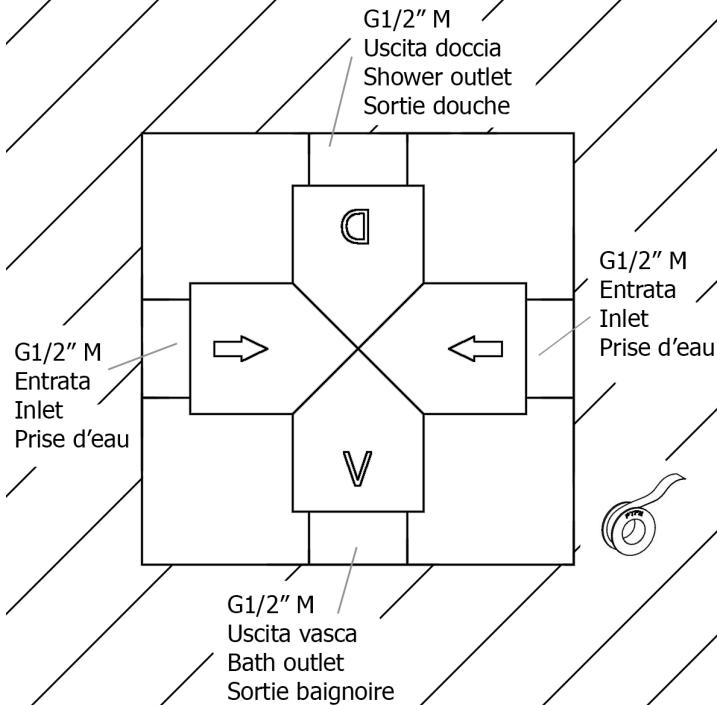 G1/2” M
Uscita doccia
Shower outlet
Sortie douche
D
G1/2” M
Entrata
Inlet
Prise d’eau
G1/2” M
Entrata
Inlet
Prise d’eau
V
PTFE
G1/2” M
Uscita vasca
Bath outlet
Sortie baignoire